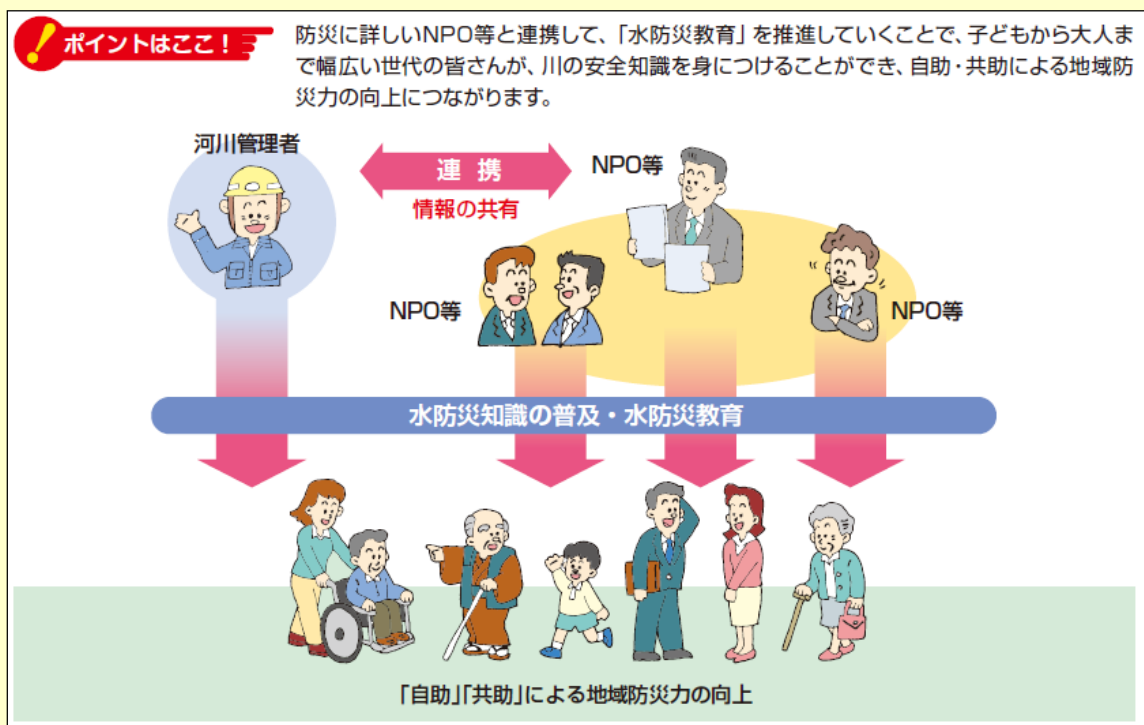 ポイントはここ!
防災に詳しいNPO等と連携して、「水防災教育」を推進していくことで、子どもから大人ま
で幅広い世代の皆さんが、川の安全知識を身につけることができ、自助・共助による地域防
災力の向上につながります。
河川管理者
連携
情報の共有
NPO等
NPO等
NPO等
水防災知識の普及・水防災教育
「自助」「共助」による地域防災力の向上